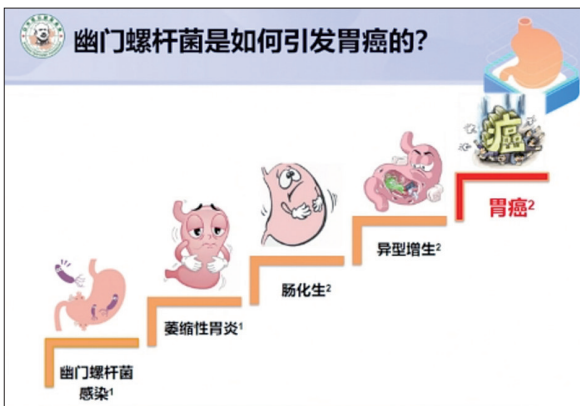 幽门螺杆菌是如何引发胃癌的?
癌
胃癌²
异型增生²
肠化生²
萎缩性胃炎¹
幽门螺杆菌
感染¹